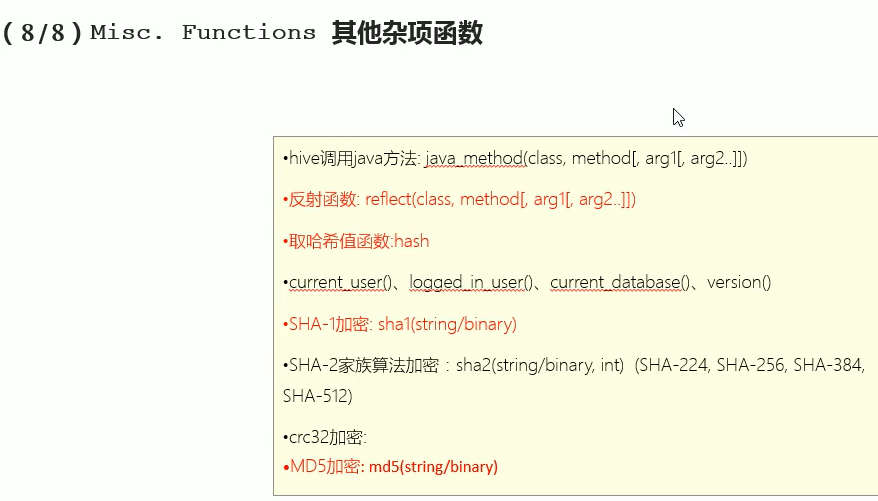 （8/8）Misc. Functions 其他杂项函数
•hive调用java方法: java_method(class, method[, arg1[, arg2..]])
•反射函数: reflect(class, method[, arg1[, arg2..]])
•取哈希值函数:hash
•current_user()、logged_in_user()、current_database()、version()
•SHA-1加密: sha1(string/binary)
•SHA-2家族算法加密：sha2(string/binary, int)  (SHA-224, SHA-256, SHA-384,
SHA-512)
•crc32加密:
•MD5加密: md5(string/binary)